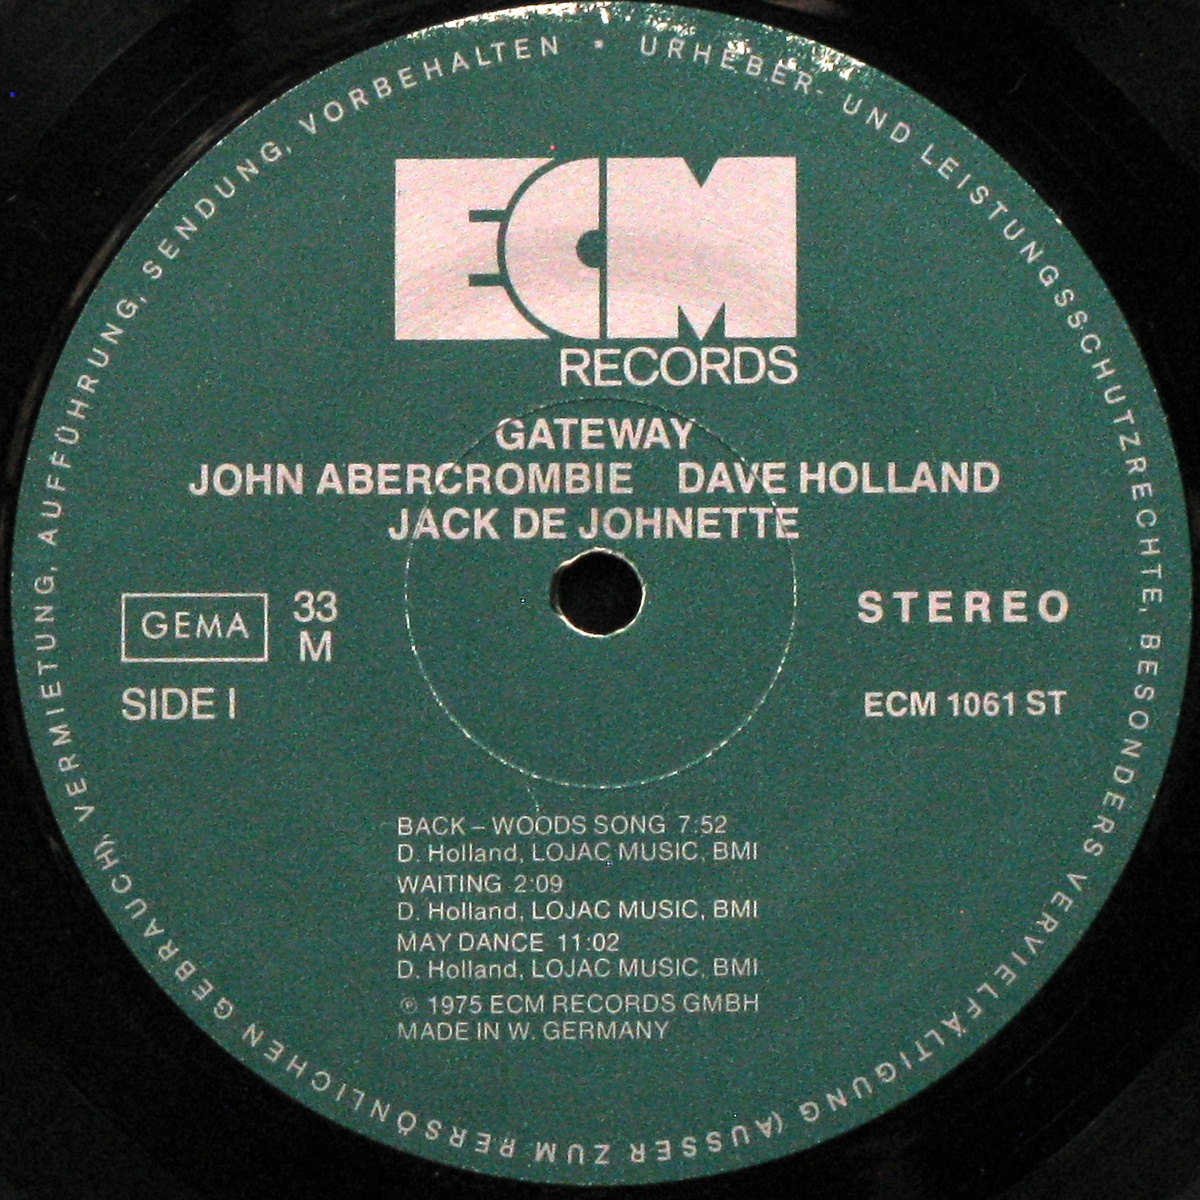 ECM
RECORDS
GATEWAY
JOHN ABERCROMBIE DAVE HOLLAND
JACK DE JOHNETTE
GEMA
33
M
STEREO
SIDE I
ECM 1061 ST
BACK – WOODS SONG 7:52
D. Holland, LOJAC MUSIC, BMI
WAITING 2:09
D. Holland, LOJAC MUSIC, BMI
MAY DANCE 11:02
D. Holland, LOJAC MUSIC, BMI
℗ 1975 ECM RECORDS GMBH
MADE IN W. GERMANY
URHEBER- UND LEISTUNGSSCHUTZRECHTE, BESONDERS VERVIELFÄLTIGUNG (AUSSER ZUM PERSÖNLICHEN GEBRAUCH), VERMIETUNG, AUFFÜHRUNG, SENDUNG, VORBEHALTEN •